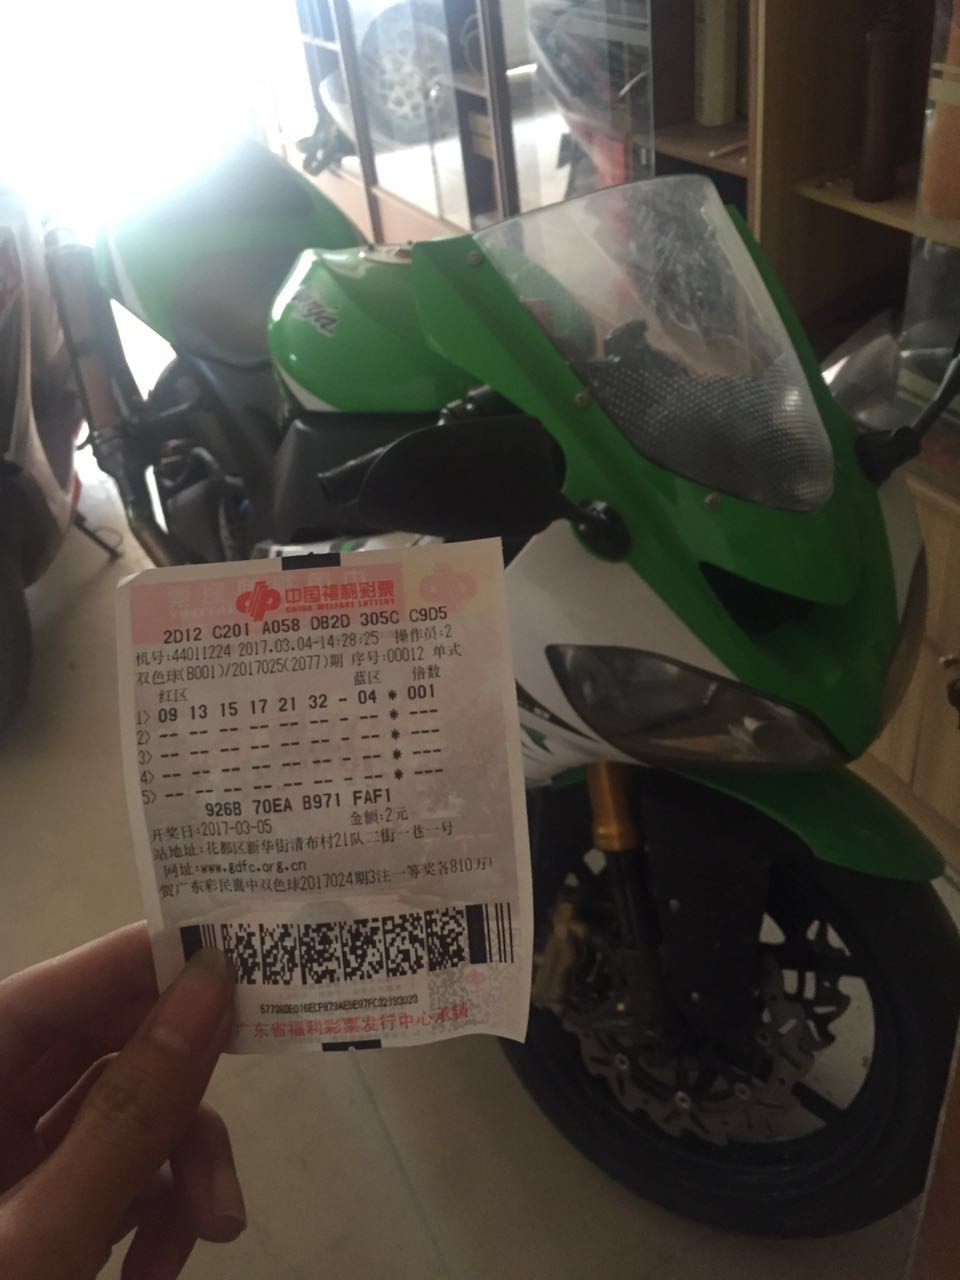 Ninja
中国福利彩票
CHINA WELFARE LOTTERY
2D12 C201 A058 DB2D 305C C9D5
机号:44011224 2017.03.04-14:28:25 操作员:2
双色球(B001)/2017025(2077)期 序号:00012 单式
红区 蓝区 倍数
1> 09 13 15 17 21 32 - 04 * 001
2> -- -- -- -- -- -- - -- * ---
3> -- -- -- -- -- -- - -- * ---
4> -- -- -- -- -- -- - -- * ---
5> -- -- -- -- -- -- - -- * ---
926B 70EA B971 FAF1
开奖日:2017-03-05 金额:2元
站地址:花都区新华街清布村21队二街一巷一号
网址:www.gdfc.org.cn
贺广东彩民喜中双色球2017024期3注一等奖各810万!
广东省福利彩票发行中心承销